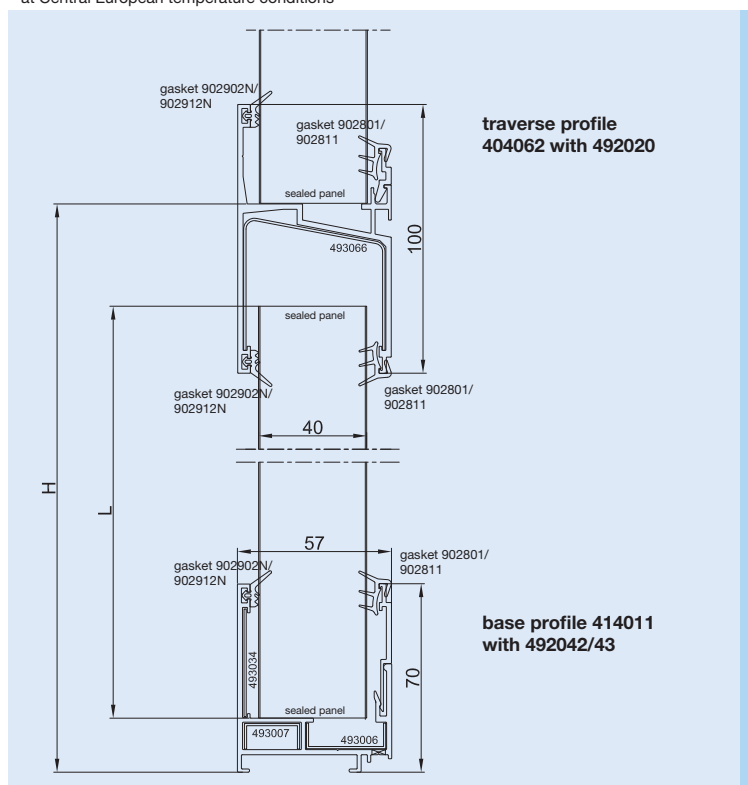 at Central European temperature conditions
gasket 902902N/
902912N
gasket 902801/
902811
traverse profile
404062 with 492020
sealed panel
493066
100
sealed panel
gasket 902902N/
902912N
gasket 902801/
902811
40
H
L
57
gasket 902902N/
902912N
gasket 902801/
902811
base profile 414011
with 492042/43
493034
70
sealed panel
493007
493006